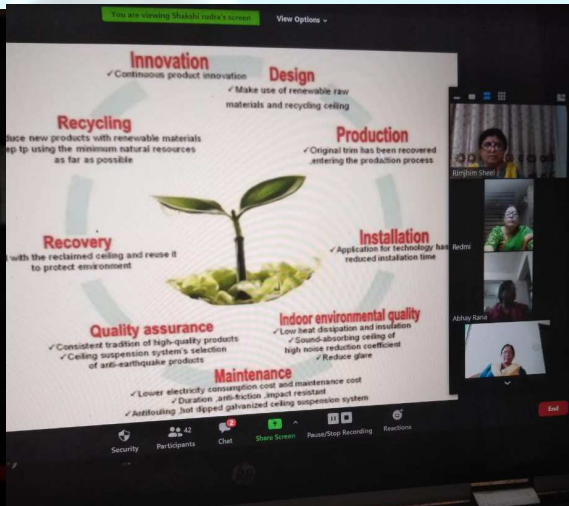 You are viewing Shakshi rudra's screen
View Options
Innovation
✓Continuous product innovation
Design
✓Make use of renewable raw
materials and recycling ceiling
Recycling
duce new products with renewable materials
ep tp using the minimum natural resources
as far as possible
Production
✓Original trim has been recovered
,entering the prodaltion process
Recovery
with the reclaimed ceiling and reuse it
to protect environment
Installation
✓Application for technology has
reduced installation time
Quality assurance
✓Consistent tradition of high-quality products
✓Ceiling suspension system's selection
of anti-earthquake products
Indoor environmental quality
✓Low heat dissipation and insulation
✓Sound-absorbing ceiling of
high noise reduction coefficient
✓Reduce glare
Maintenance
✓Lower electricity consumption cost and maintenance cost
✓Duration ,anti-friction ,impact resistant
✓Antifouling ,hot dipped galvanized ceiling suspension system
Rimjhim Sheel
Redmi
Abhay Rana
Security
Participants
42
Chat
2
Share Screen
Pause/Stop Recording
Reactions
End
hp